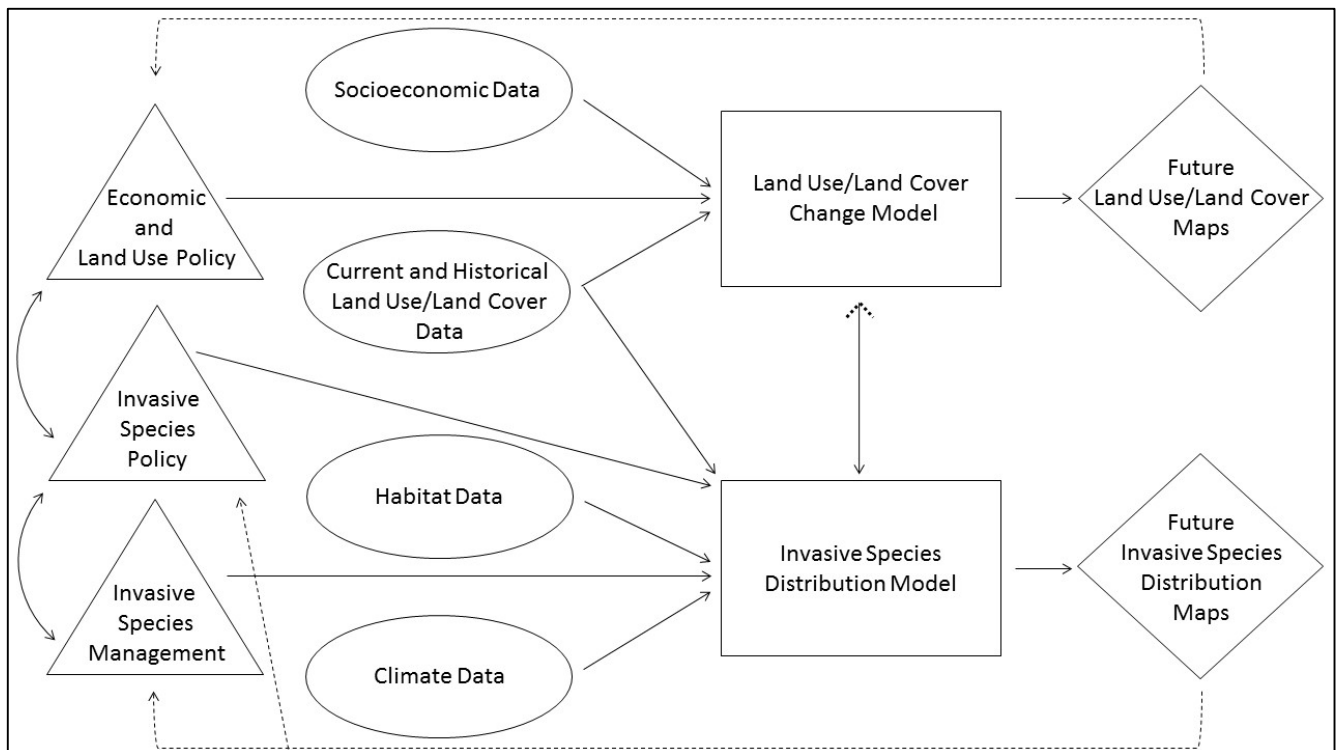 Socioeconomic Data
Economic
and
Land Use Policy
Land Use/Land Cover
Change Model
Future
Land Use/Land Cover
Maps
Current and Historical
Land Use/Land Cover
Data
Invasive
Species
Policy
Habitat Data
Invasive Species
Distribution Model
Future
Invasive Species
Distribution
Maps
Invasive
Species
Management
Climate Data